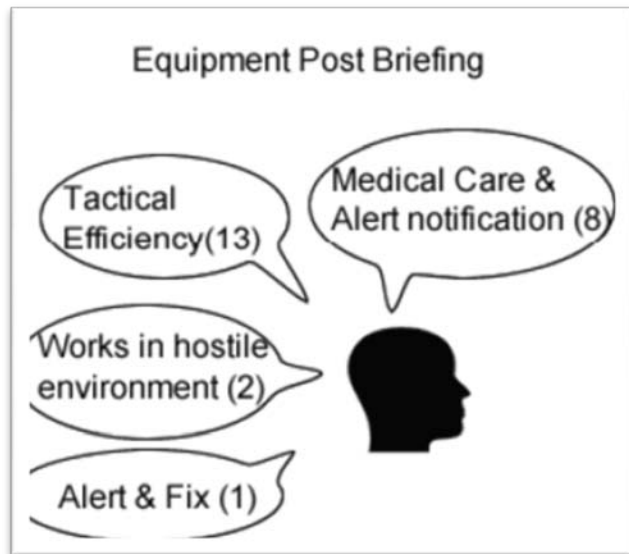 Equipment Post Briefing
Tactical
Efficiency(13)
Medical Care &
Alert notification (8)
Works in hostile
environment (2)
Alert & Fix (1)